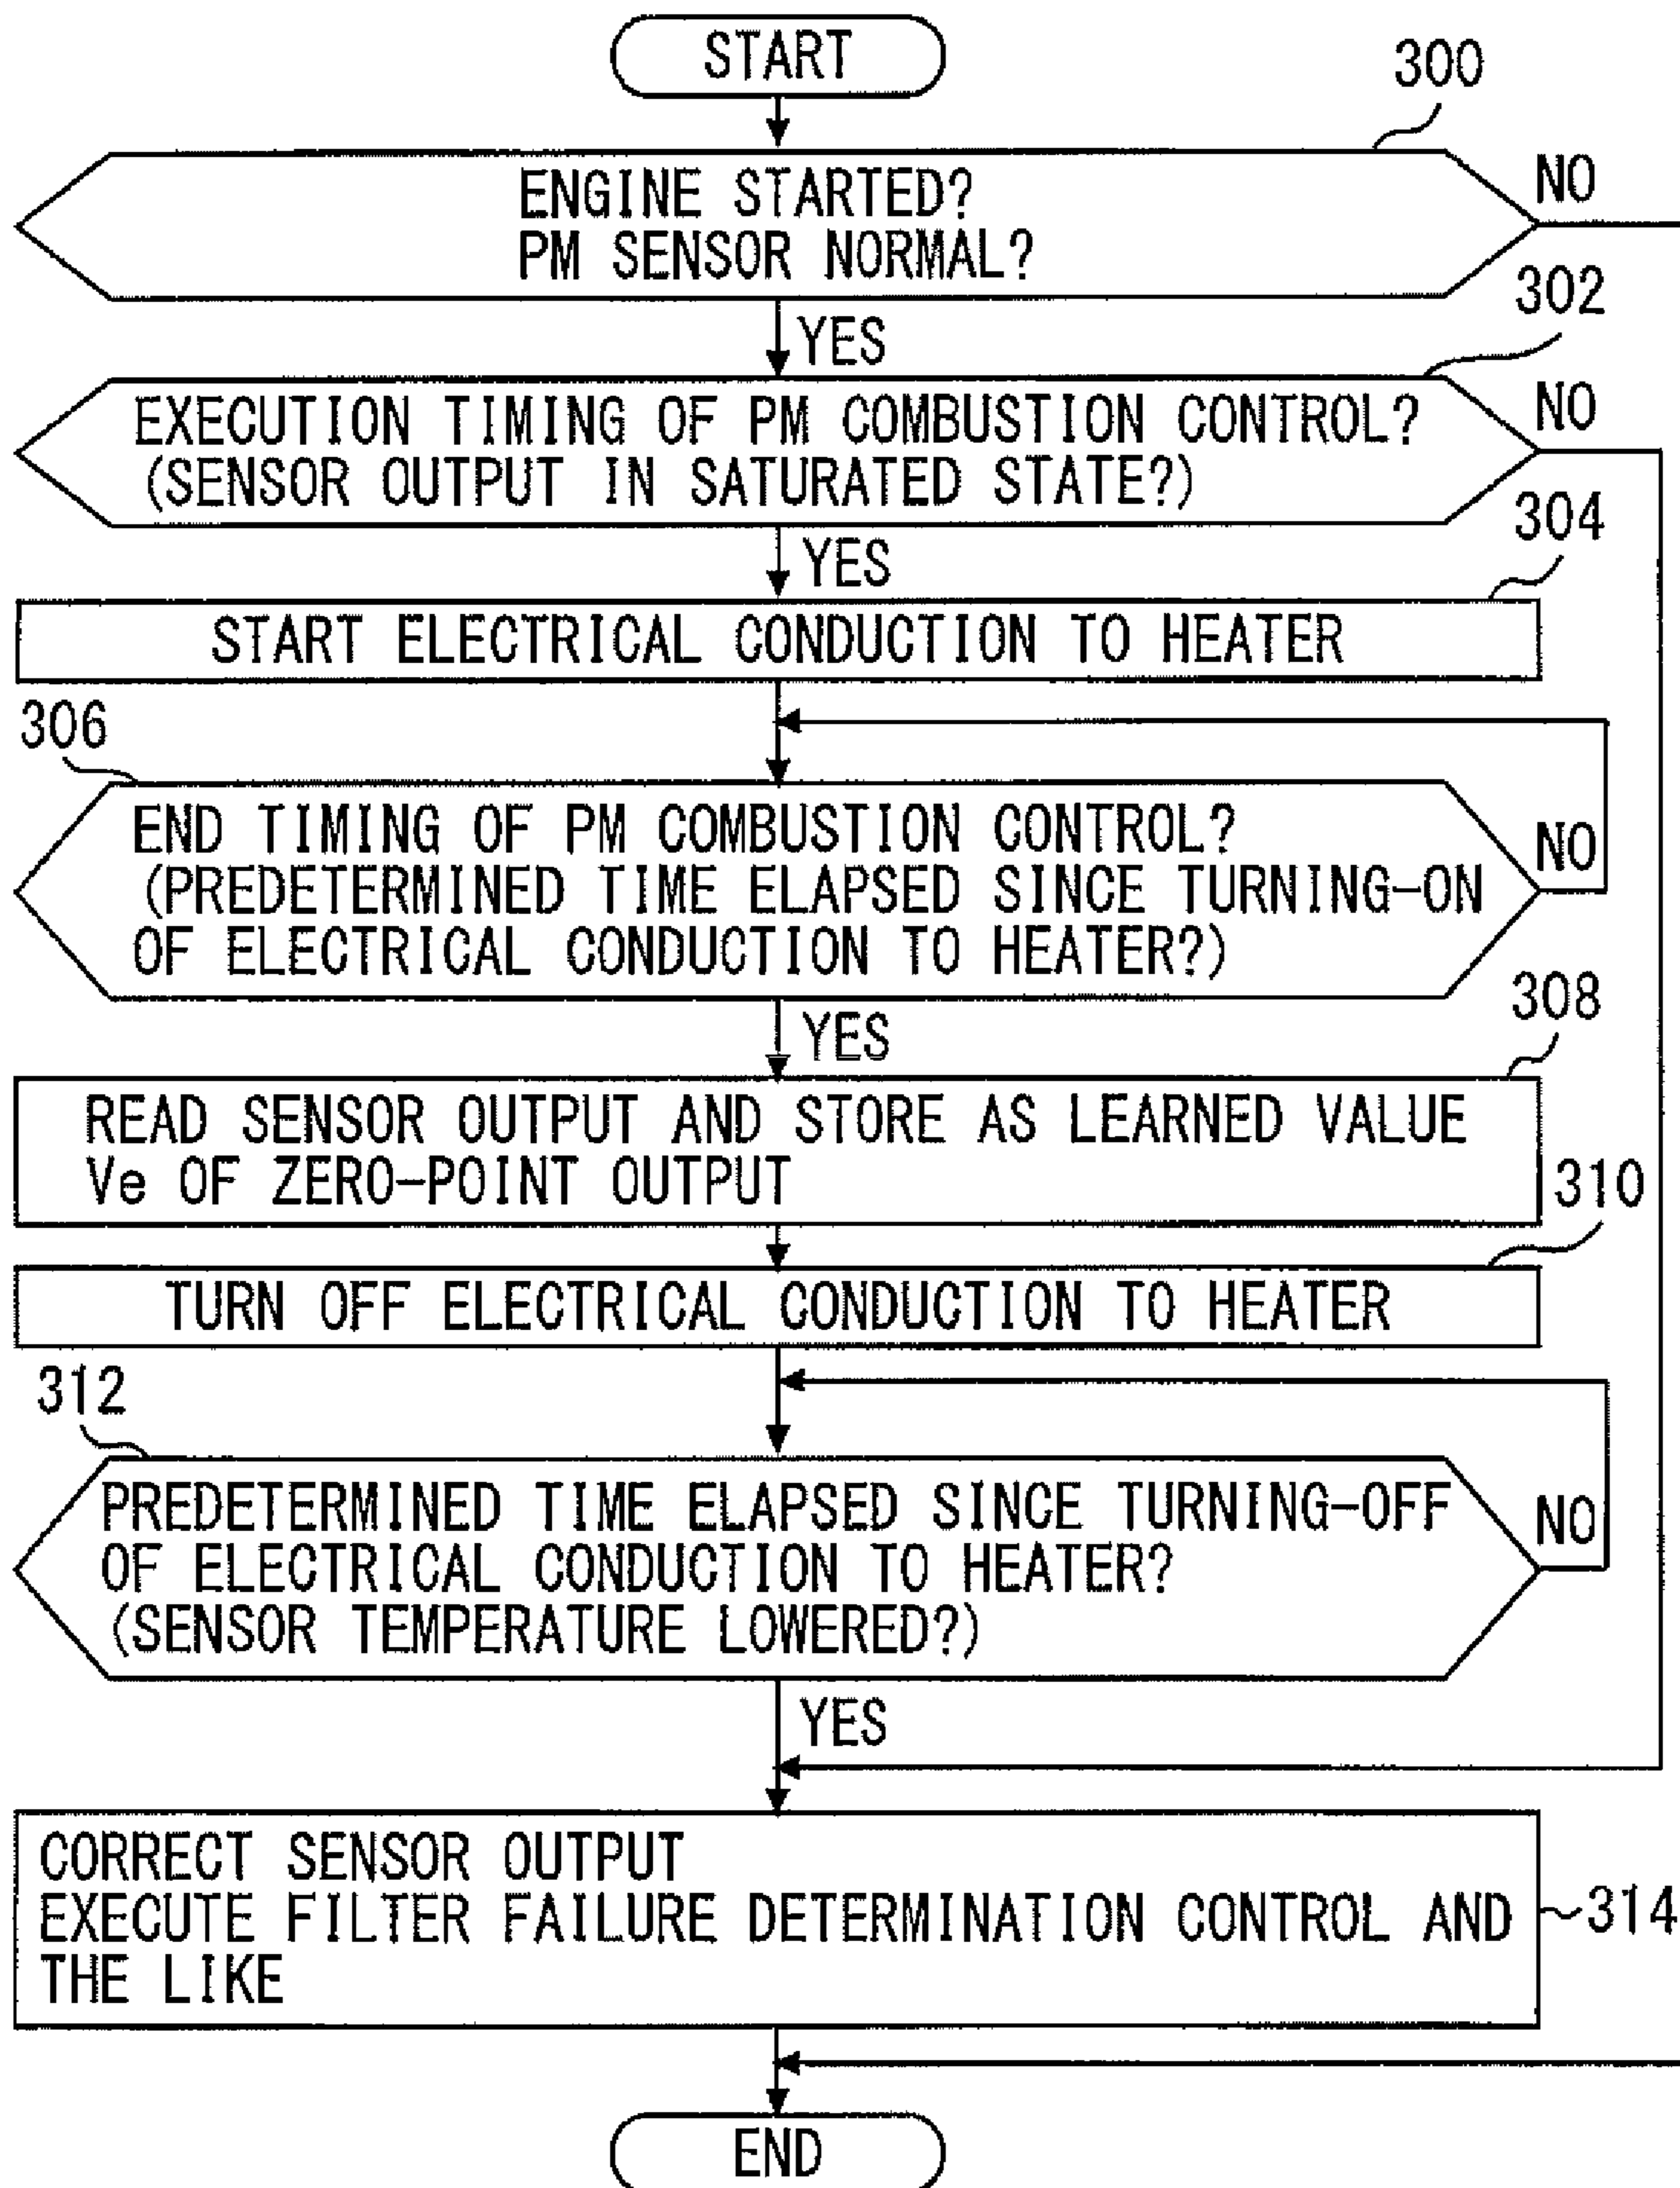 START
300
ENGINE STARTED?
PM SENSOR NORMAL?
NO
YES
302
EXECUTION TIMING OF PM COMBUSTION CONTROL?
(SENSOR OUTPUT IN SATURATED STATE?)
NO
YES
304
START ELECTRICAL CONDUCTION TO HEATER
306
END TIMING OF PM COMBUSTION CONTROL?
(PREDETERMINED TIME ELAPSED SINCE TURNING-ON
OF ELECTRICAL CONDUCTION TO HEATER?)
NO
YES
308
READ SENSOR OUTPUT AND STORE AS LEARNED VALUE
Ve OF ZERO-POINT OUTPUT
310
TURN OFF ELECTRICAL CONDUCTION TO HEATER
312
PREDETERMINED TIME ELAPSED SINCE TURNING-OFF
OF ELECTRICAL CONDUCTION TO HEATER?
(SENSOR TEMPERATURE LOWERED?)
NO
YES
CORRECT SENSOR OUTPUT
EXECUTE FILTER FAILURE DETERMINATION CONTROL AND
THE LIKE
314
END